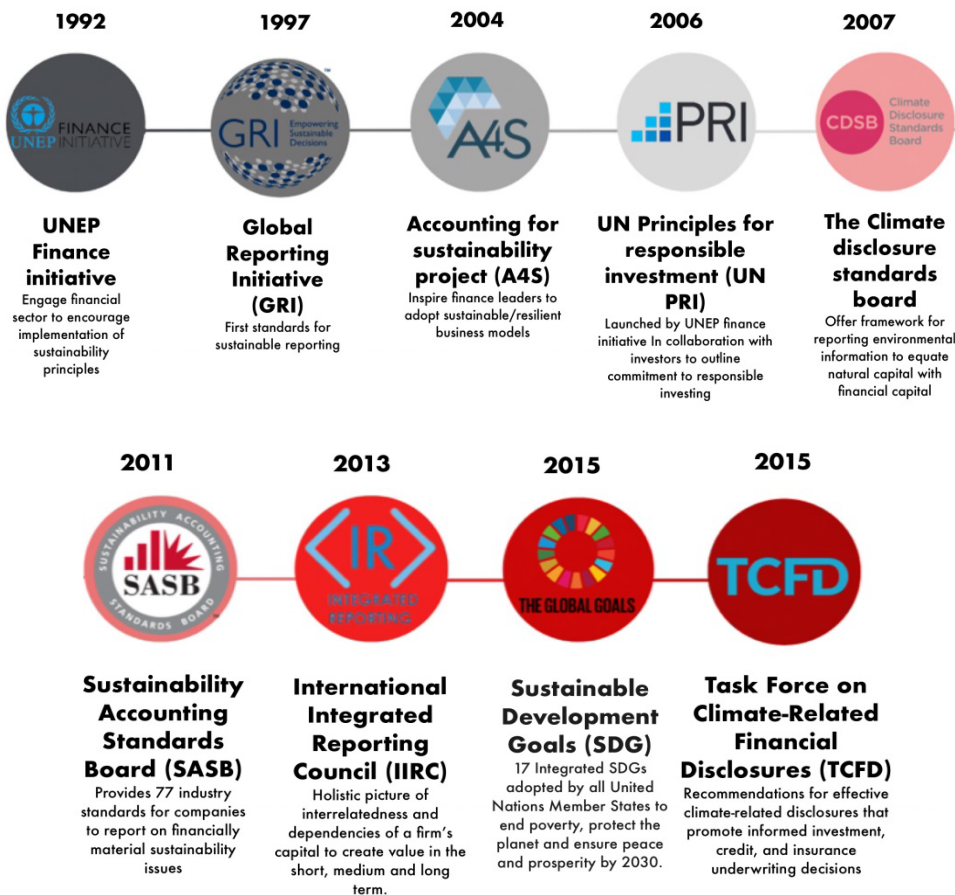 1992
1997
2004
2006
2007
UNEP
FINANCE
INITIATIVE
GRI
Empowering
Sustainable
Decisions
™
A4S
PRI
CDSB
Climate
Disclosure
Standards
Board
UNEP
Finance
initiative
Engage financial
sector to encourage
implementation of
sustainability
principles
Global
Reporting
Initiative
(GRI)
First standards for
sustainable reporting
Accounting for
sustainability
project (A4S)
Inspire finance leaders to
adopt sustainable/resilient
business models
UN Principles for
responsible
investment (UN
PRI)
Launched by UNEP finance
initiative In collaboration with
investors to outline
commitment to responsible
investing
The Climate
disclosure
standards
board
Offer framework for
reporting environmental
information to equate
natural capital with
financial capital
2011
2013
2015
2015
SUSTAINABILITY ACCOUNTING
SASB
STANDARDS BOARD
™
<IR>
INTEGRATED
REPORTING
THE GLOBAL GOALS
TCFD
Sustainability
Accounting
Standards
Board (SASB)
Provides 77 industry
standards for companies
to report on financially
material sustainability
issues
International
Integrated
Reporting
Council (IIRC)
Holistic picture of
interrelatedness and
dependencies of a firm's
capital to create value in the
short, medium and long
term.
Sustainable
Development
Goals (SDG)
17 Integrated SDGs
adopted by all United
Nations Member States to
end poverty, protect the
planet and ensure peace
and prosperity by 2030.
Task Force on
Climate-Related
Financial
Disclosures (TCFD)
Recommendations for effective
climate-related disclosures that
promote informed investment,
credit, and insurance
underwriting decisions